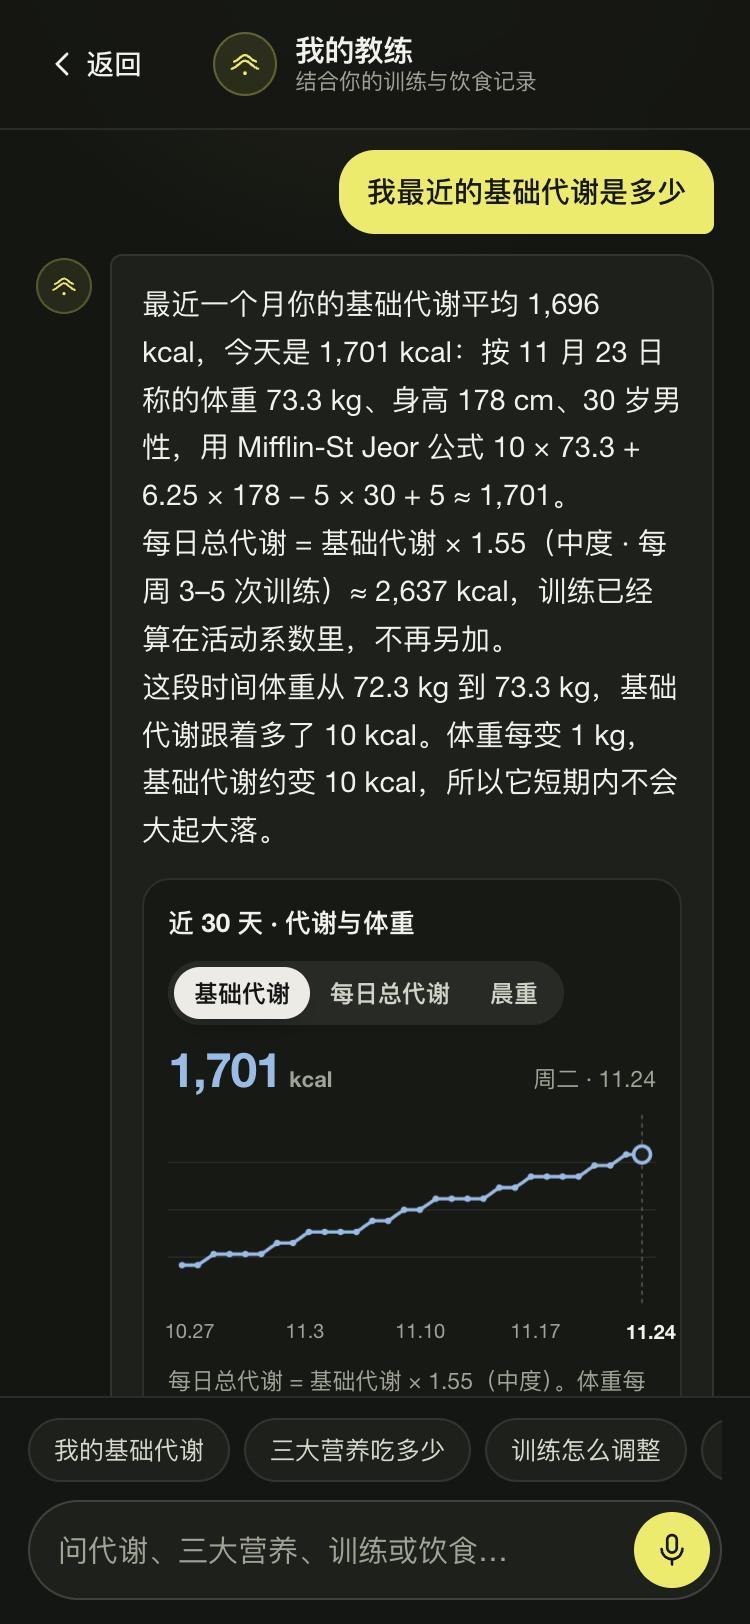 返回
我的教练
结合你的训练与饮食记录
我最近的基础代谢是多少
最近一个月你的基础代谢平均 1,696
kcal，今天是 1,701 kcal：按 11 月 23 日
称的体重 73.3 kg、身高 178 cm、30 岁男
性，用 Mifflin-St Jeor 公式 10 × 73.3 +
6.25 × 178 − 5 × 30 + 5 ≈ 1,701。
每日总代谢 = 基础代谢 × 1.55（中度 · 每
周 3–5 次训练）≈ 2,637 kcal，训练已经
算在活动系数里，不再另加。
这段时间体重从 72.3 kg 到 73.3 kg，基础
代谢跟着多了 10 kcal。体重每变 1 kg，
基础代谢约变 10 kcal，所以它短期内不会
大起大落。
近 30 天 · 代谢与体重
基础代谢 每日总代谢 晨重
1,701 kcal 周二 · 11.24
10.27 11.3 11.10 11.17 11.24
每日总代谢 = 基础代谢 × 1.55（中度）。体重每
我的基础代谢 三大营养吃多少 训练怎么调整
问代谢、三大营养、训练或饮食…